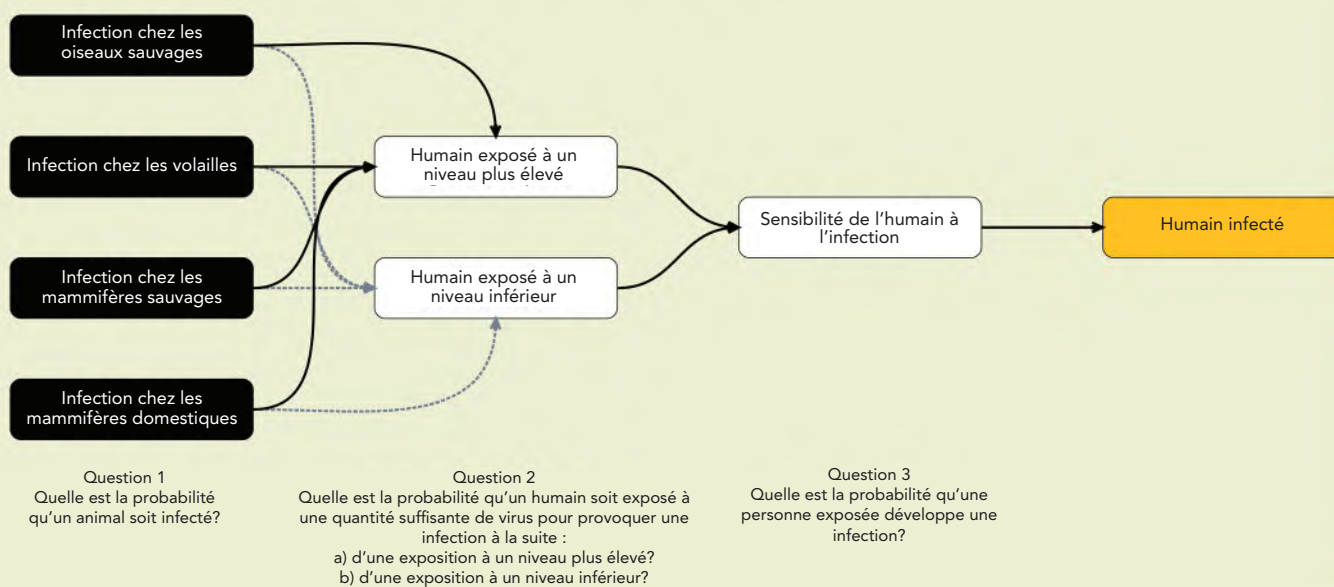 Infection chez les
oiseaux sauvages
Infection chez les volailles
Infection chez les
mammifères sauvages
Infection chez les
mammifères domestiques
Humain exposé à un
niveau plus élevé
Humain exposé à un
niveau inférieur
Sensibilité de l'humain à
l'infection
Humain infecté
Question 1
Quelle est la probabilité
qu'un animal soit infecté?
Question 2
Quelle est la probabilité qu'un humain soit exposé à
une quantité suffisante de virus pour provoquer une
infection à la suite :
a) d'une exposition à un niveau plus élevé?
b) d'une exposition à un niveau inférieur?
Question 3
Quelle est la probabilité qu'une
personne exposée développe une
infection?